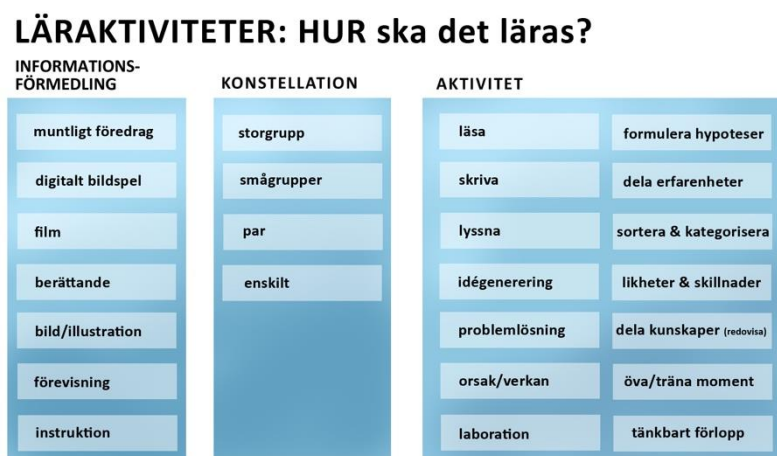 LÄRAKTIVITETER: HUR ska det läras?
INFORMATIONS-
FÖRMEDLING
muntligt föredrag
digitalt bildspel
film
berättande
bild/illustration
förevisning
instruktion
KONSTELLATION
storgrupp
smågrupper
par
enskilt
AKTIVITET
läsa
skriva
lyssna
idégenerering
problemlösning
orsak/verkan
laboration
formulera hypoteser
dela erfarenheter
sortera & kategorisera
likheter & skillnader
dela kunskaper (redovisa)
öva/träna moment
tänkbart förlopp